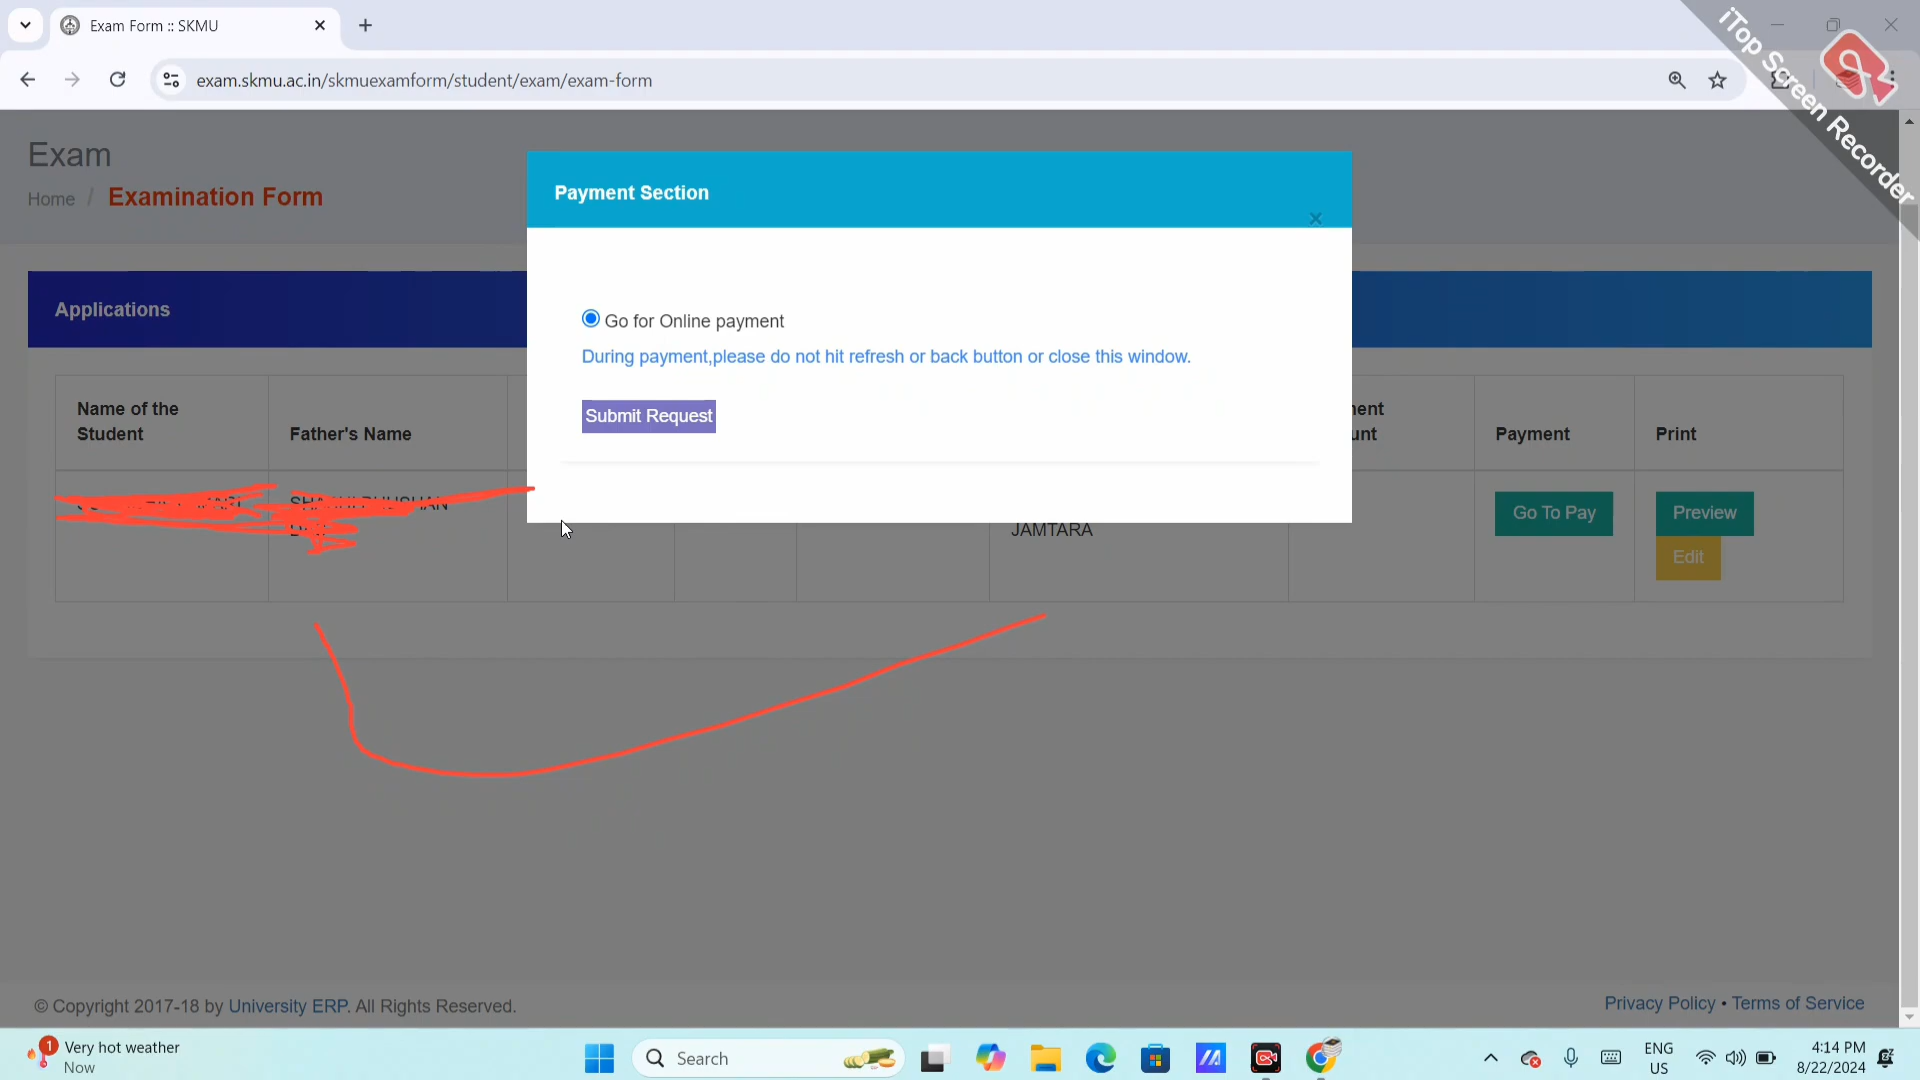 Exam Form :: SKMU
exam.skmu.ac.in/skmuexamform/student/exam/exam-form
iTop Screen Recorder
Exam
Home / Examination Form
Payment Section
×
Applications
Go for Online payment
During payment,please do not hit refresh or back button or close this window.
Submit Request
Name of the
Student
Father's Name
Payment
Print
JAMTARA
Go To Pay
Preview
Edit
© Copyright 2017-18 by University ERP. All Rights Reserved.
Privacy Policy • Terms of Service
1
Very hot weather
Now
Search
ENG
US
4:14 PM
8/22/2024